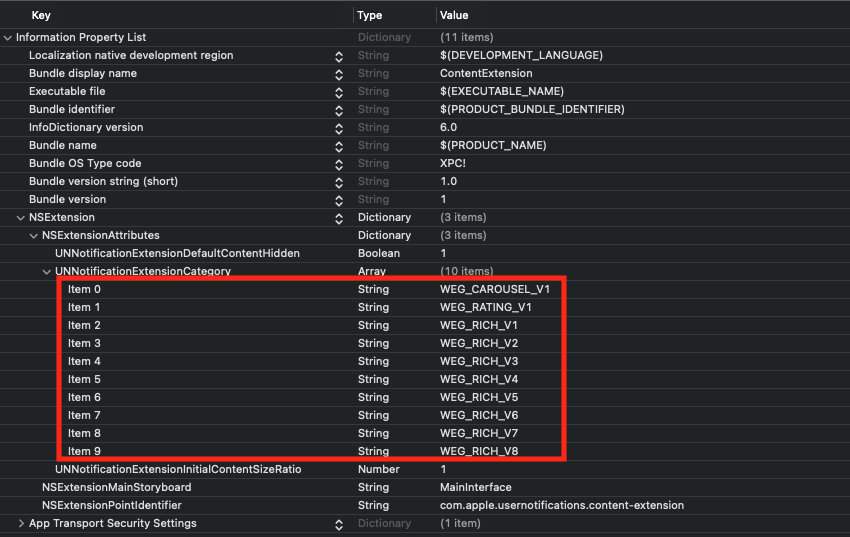 Key Type Value
Information Property List Dictionary (11 items)
Localization native development region String $(DEVELOPMENT_LANGUAGE)
Bundle display name String ContentExtension
Executable file String $(EXECUTABLE_NAME)
Bundle identifier String $(PRODUCT_BUNDLE_IDENTIFIER)
InfoDictionary version String 6.0
Bundle name String $(PRODUCT_NAME)
Bundle OS Type code String XPC!
Bundle version string (short) String 1.0
Bundle version String 1
NSExtension Dictionary (3 items)
NSExtensionAttributes Dictionary (3 items)
UNNotificationExtensionDefaultContentHidden Boolean 1
UNNotificationExtensionCategory Array (10 items)
Item 0 String WEG_CAROUSEL_V1
Item 1 String WEG_RATING_V1
Item 2 String WEG_RICH_V1
Item 3 String WEG_RICH_V2
Item 4 String WEG_RICH_V3
Item 5 String WEG_RICH_V4
Item 6 String WEG_RICH_V5
Item 7 String WEG_RICH_V6
Item 8 String WEG_RICH_V7
Item 9 String WEG_RICH_V8
UNNotificationExtensionInitialContentSizeRatio Number 1
NSExtensionMainStoryboard String MainInterface
NSExtensionPointIdentifier String com.apple.usernotifications.content-extension
App Transport Security Settings Dictionary (1 item)